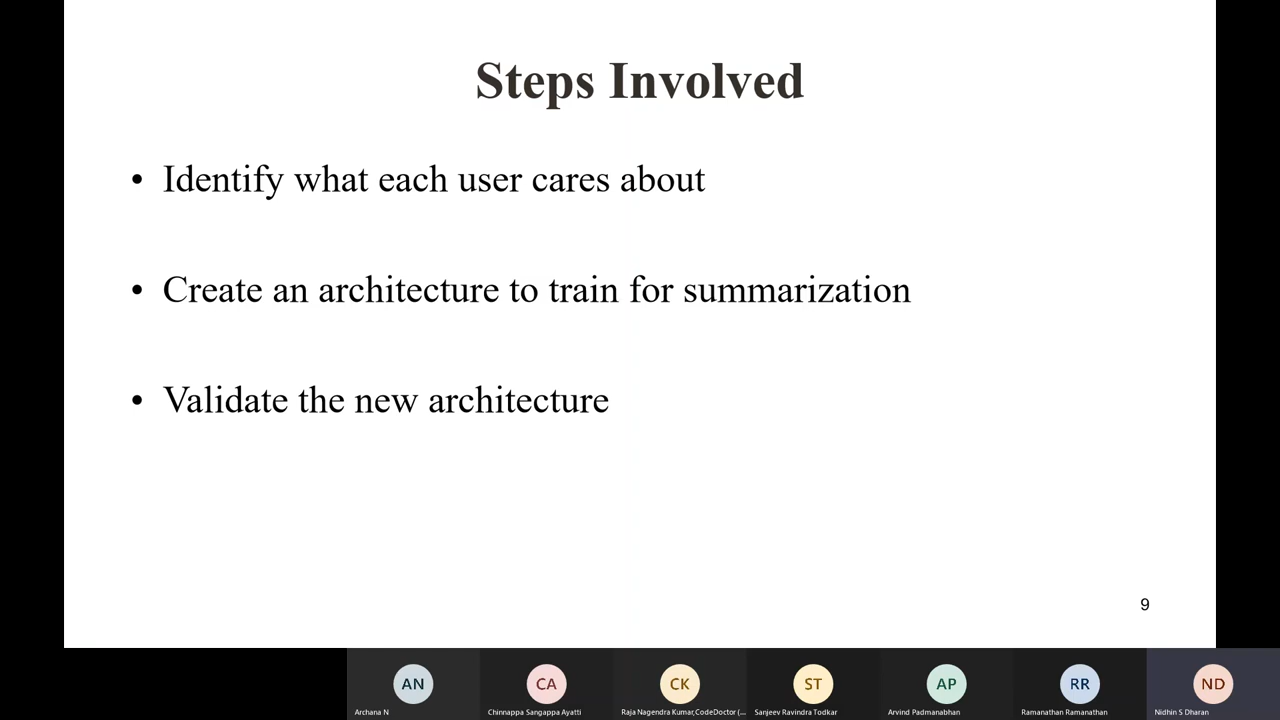 Steps Involved
• Identify what each user cares about
• Create an architecture to train for summarization
• Validate the new architecture
9
AN CA CK ST AP RR ND
Archana N Chinnappa Sangappa Ayatti Raja Nagendra Kumar,CodeDoctor (... Sanjeev Ravindra Todkar Arvind Padmanabhan Ramanathan Ramanathan Nidhin S Dharan